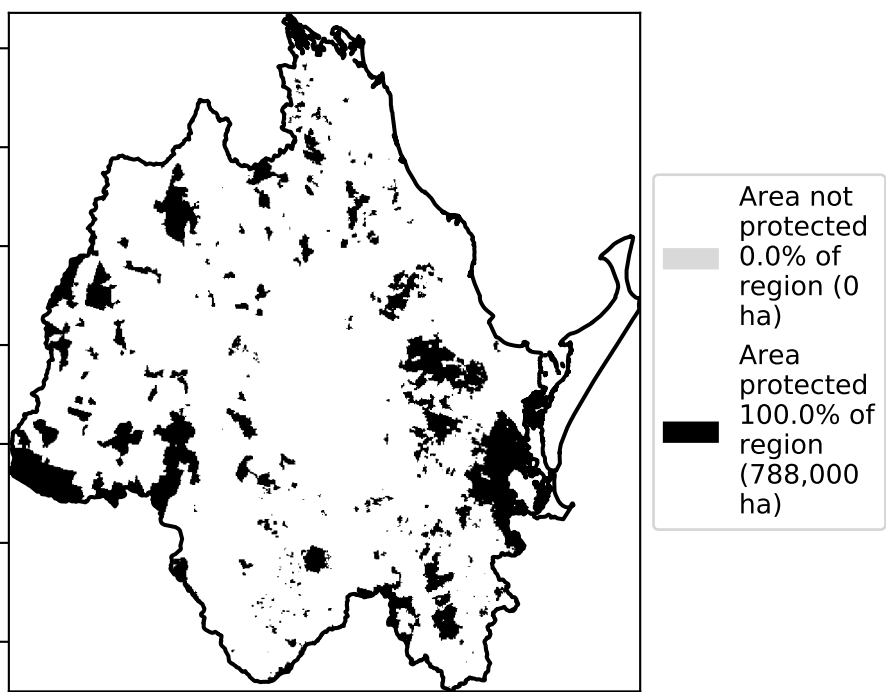 Area not
protected
0.0% of
region (0
ha)
Area
protected
100.0% of
region
(788,000
ha)